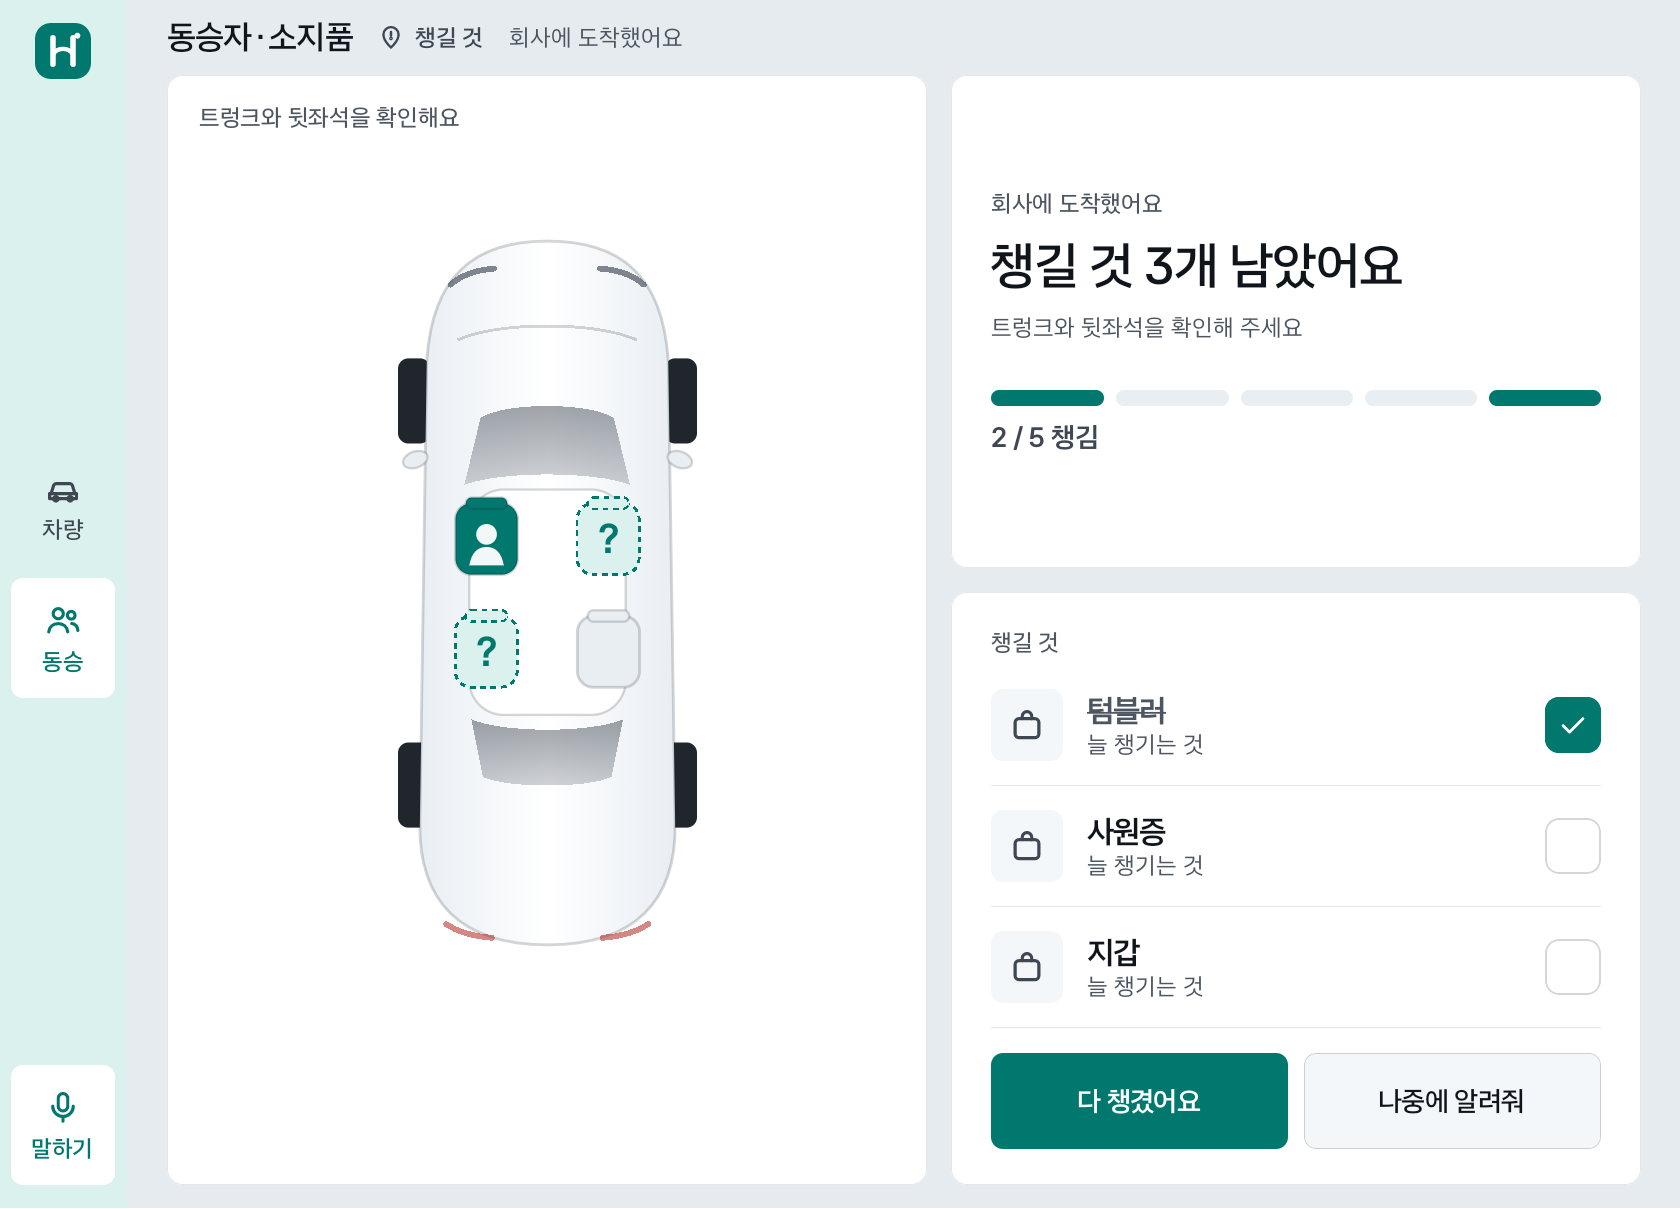 동승자 · 소지품
챙길 것
회사에 도착했어요
트렁크와 뒷좌석을 확인해요
?
?
차량
동승
말하기
회사에 도착했어요
챙길 것 3개 남았어요
트렁크와 뒷좌석을 확인해 주세요
2 / 5 챙김
챙길 것
텀블러
늘 챙기는 것
사원증
늘 챙기는 것
지갑
늘 챙기는 것
다 챙겼어요
나중에 알려줘